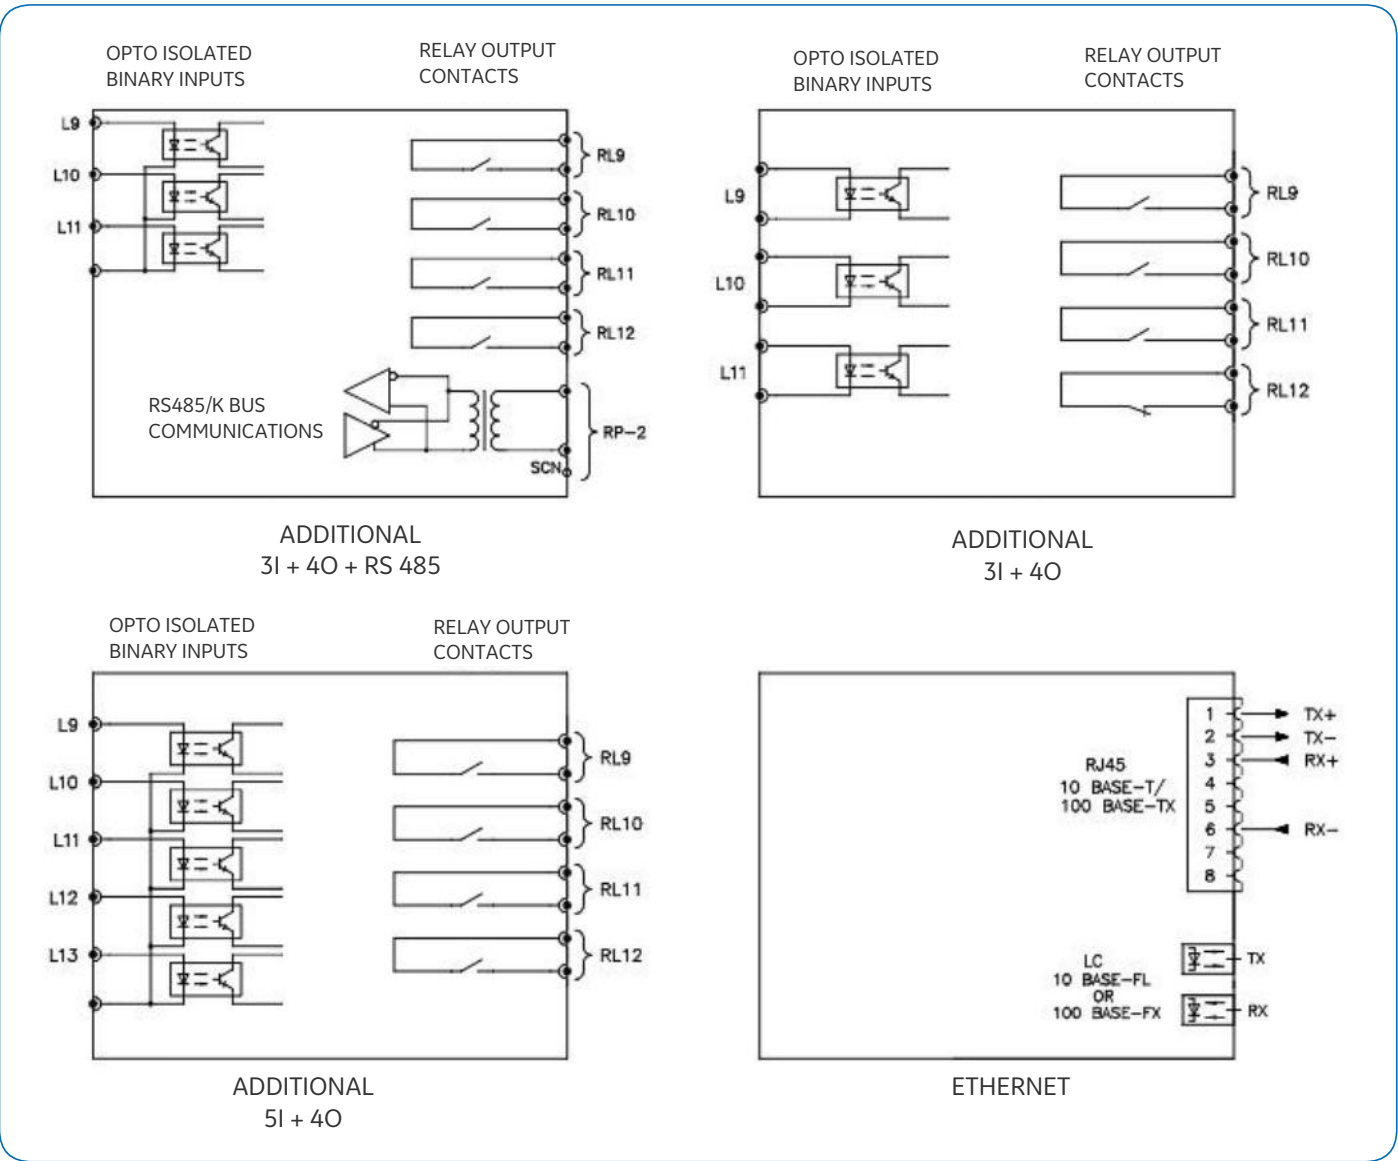 OPTO ISOLATED
BINARY INPUTS
RELAY OUTPUT
CONTACTS
L9
L10
L11
RL9
RL10
RL11
RL12
RS485/K BUS
COMMUNICATIONS
RP-2
SCN
ADDITIONAL
3I + 4O + RS 485
OPTO ISOLATED
BINARY INPUTS
RELAY OUTPUT
CONTACTS
L9
L10
L11
RL9
RL10
RL11
RL12
ADDITIONAL
3I + 4O
OPTO ISOLATED
BINARY INPUTS
RELAY OUTPUT
CONTACTS
L9
L10
L11
L12
L13
RL9
RL10
RL11
RL12
ADDITIONAL
5I + 4O
RJ45
10 BASE-T/
100 BASE-TX
1 TX+
2 TX-
3 RX+
4
5
6 RX-
7
8
LC
10 BASE-FL
OR
100 BASE-FX
TX
RX
ETHERNET